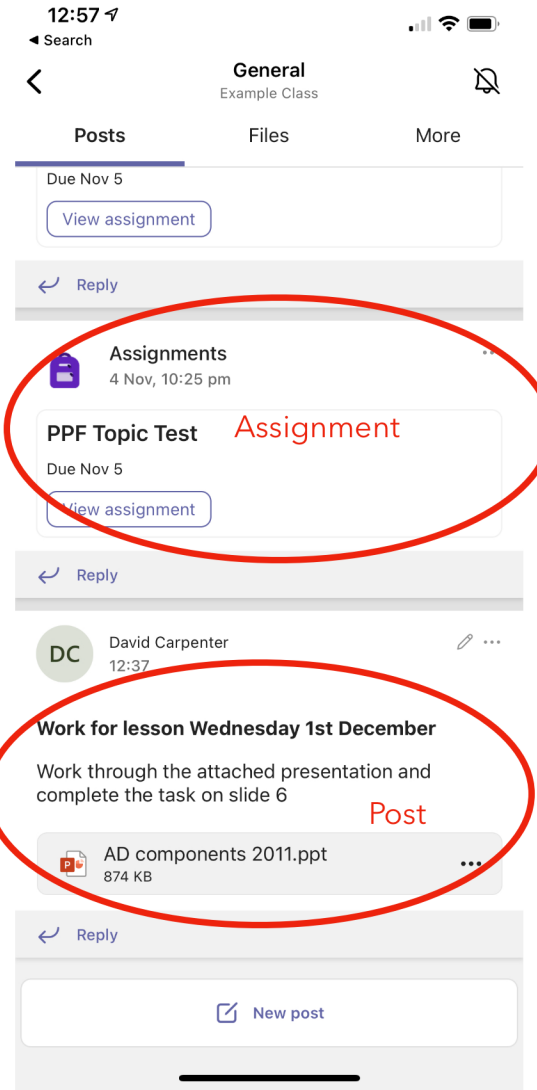 12:57
◀ Search
General
Example Class
Posts Files More
Due Nov 5
View assignment
Reply
Assignments
4 Nov, 10:25 pm
PPF Topic Test Assignment
Due Nov 5
View assignment
Reply
DC David Carpenter
12:37
Work for lesson Wednesday 1st December
Work through the attached presentation and
complete the task on slide 6
Post
P AD components 2011.ppt
874 KB
Reply
New post